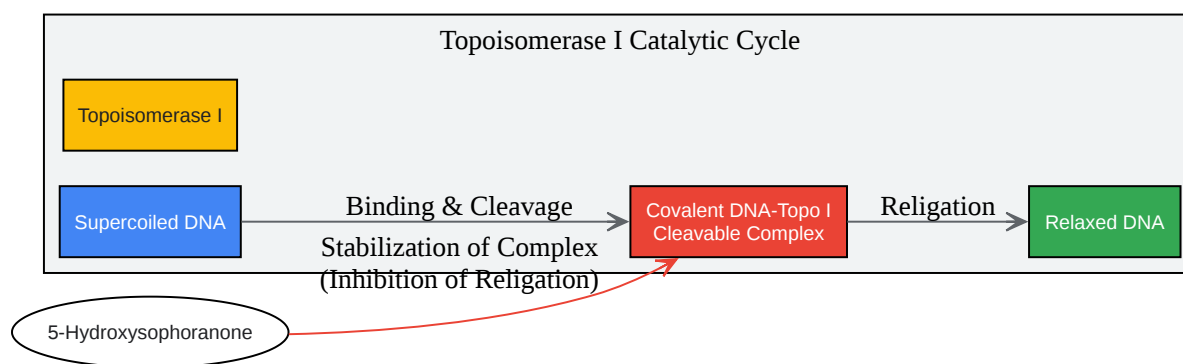 Topoisomerase I Catalytic Cycle
Topoisomerase I
Supercoiled DNA
Binding & Cleavage
Stabilization of Complex
(Inhibition of Religation)
Covalent DNA-Topo I
Cleavable Complex
Religation
Relaxed DNA
5-Hydroxysophoranone